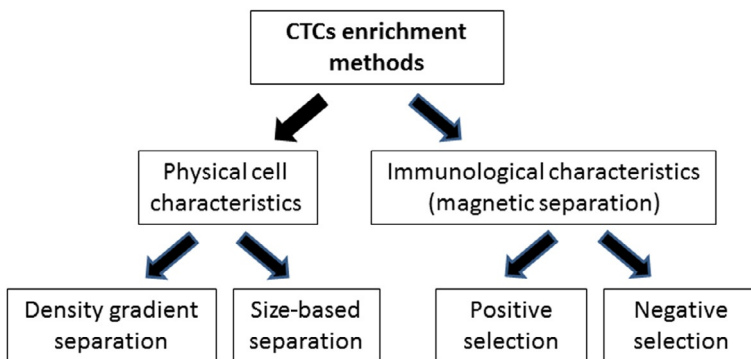 CTCs enrichment
methods
Physical cell
characteristics
Immunological characteristics
(magnetic separation)
Density gradient
separation
Size-based
separation
Positive
selection
Negative
selection